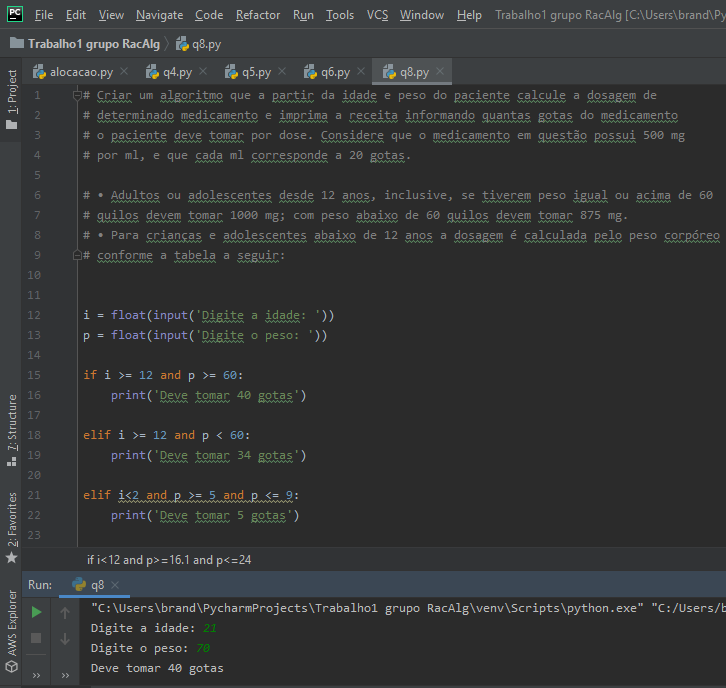 PC File Edit View Navigate Code Refactor Run Tools VCS Window Help Trabalho1 grupo RacAlg [C:\Users\brand\Py
Trabalho1 grupo RacAlg q8.py
alocacao.py q4.py q5.py q6.py q8.py
1: Project
1 # Criar um algoritmo que a partir da idade e peso do paciente calcule a dosagem de
2 # determinado medicamento e imprima a receita informando quantas gotas do medicamento
3 # o paciente deve tomar por dose. Considere que o medicamento em questão possui 500 mg
4 # por ml, e que cada ml corresponde a 20 gotas.
5
6 # • Adultos ou adolescentes desde 12 anos, inclusive, se tiverem peso igual ou acima de 60
7 # quilos devem tomar 1000 mg; com peso abaixo de 60 quilos devem tomar 875 mg.
8 # • Para crianças e adolescentes abaixo de 12 anos a dosagem é calculada pelo peso corpóreo
9 # conforme a tabela a seguir:
10
11
12 i = float(input('Digite a idade: '))
13 p = float(input('Digite o peso: '))
14
15 if i >= 12 and p >= 60:
16 print('Deve tomar 40 gotas')
17
18 elif i >= 12 and p < 60:
19 print('Deve tomar 34 gotas')
20
21 elif i<2 and p >= 5 and p <= 9:
22 print('Deve tomar 5 gotas')
23
7: Structure
2: Favorites
AWS Explorer
if i<12 and p>=16.1 and p<=24
Run: q8
"C:\Users\brand\PycharmProjects\Trabalho1 grupo RacAlg\venv\Scripts\python.exe" "C:/Users/b
Digite a idade: 21
Digite o peso: 70
Deve tomar 40 gotas